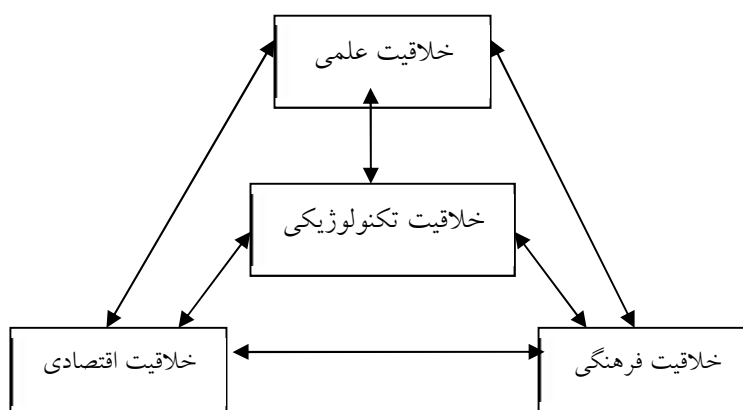 خلاقیت علمی
خلاقیت تکنولوژیکی
خلاقیت فرهنگی
خلاقیت اقتصادی